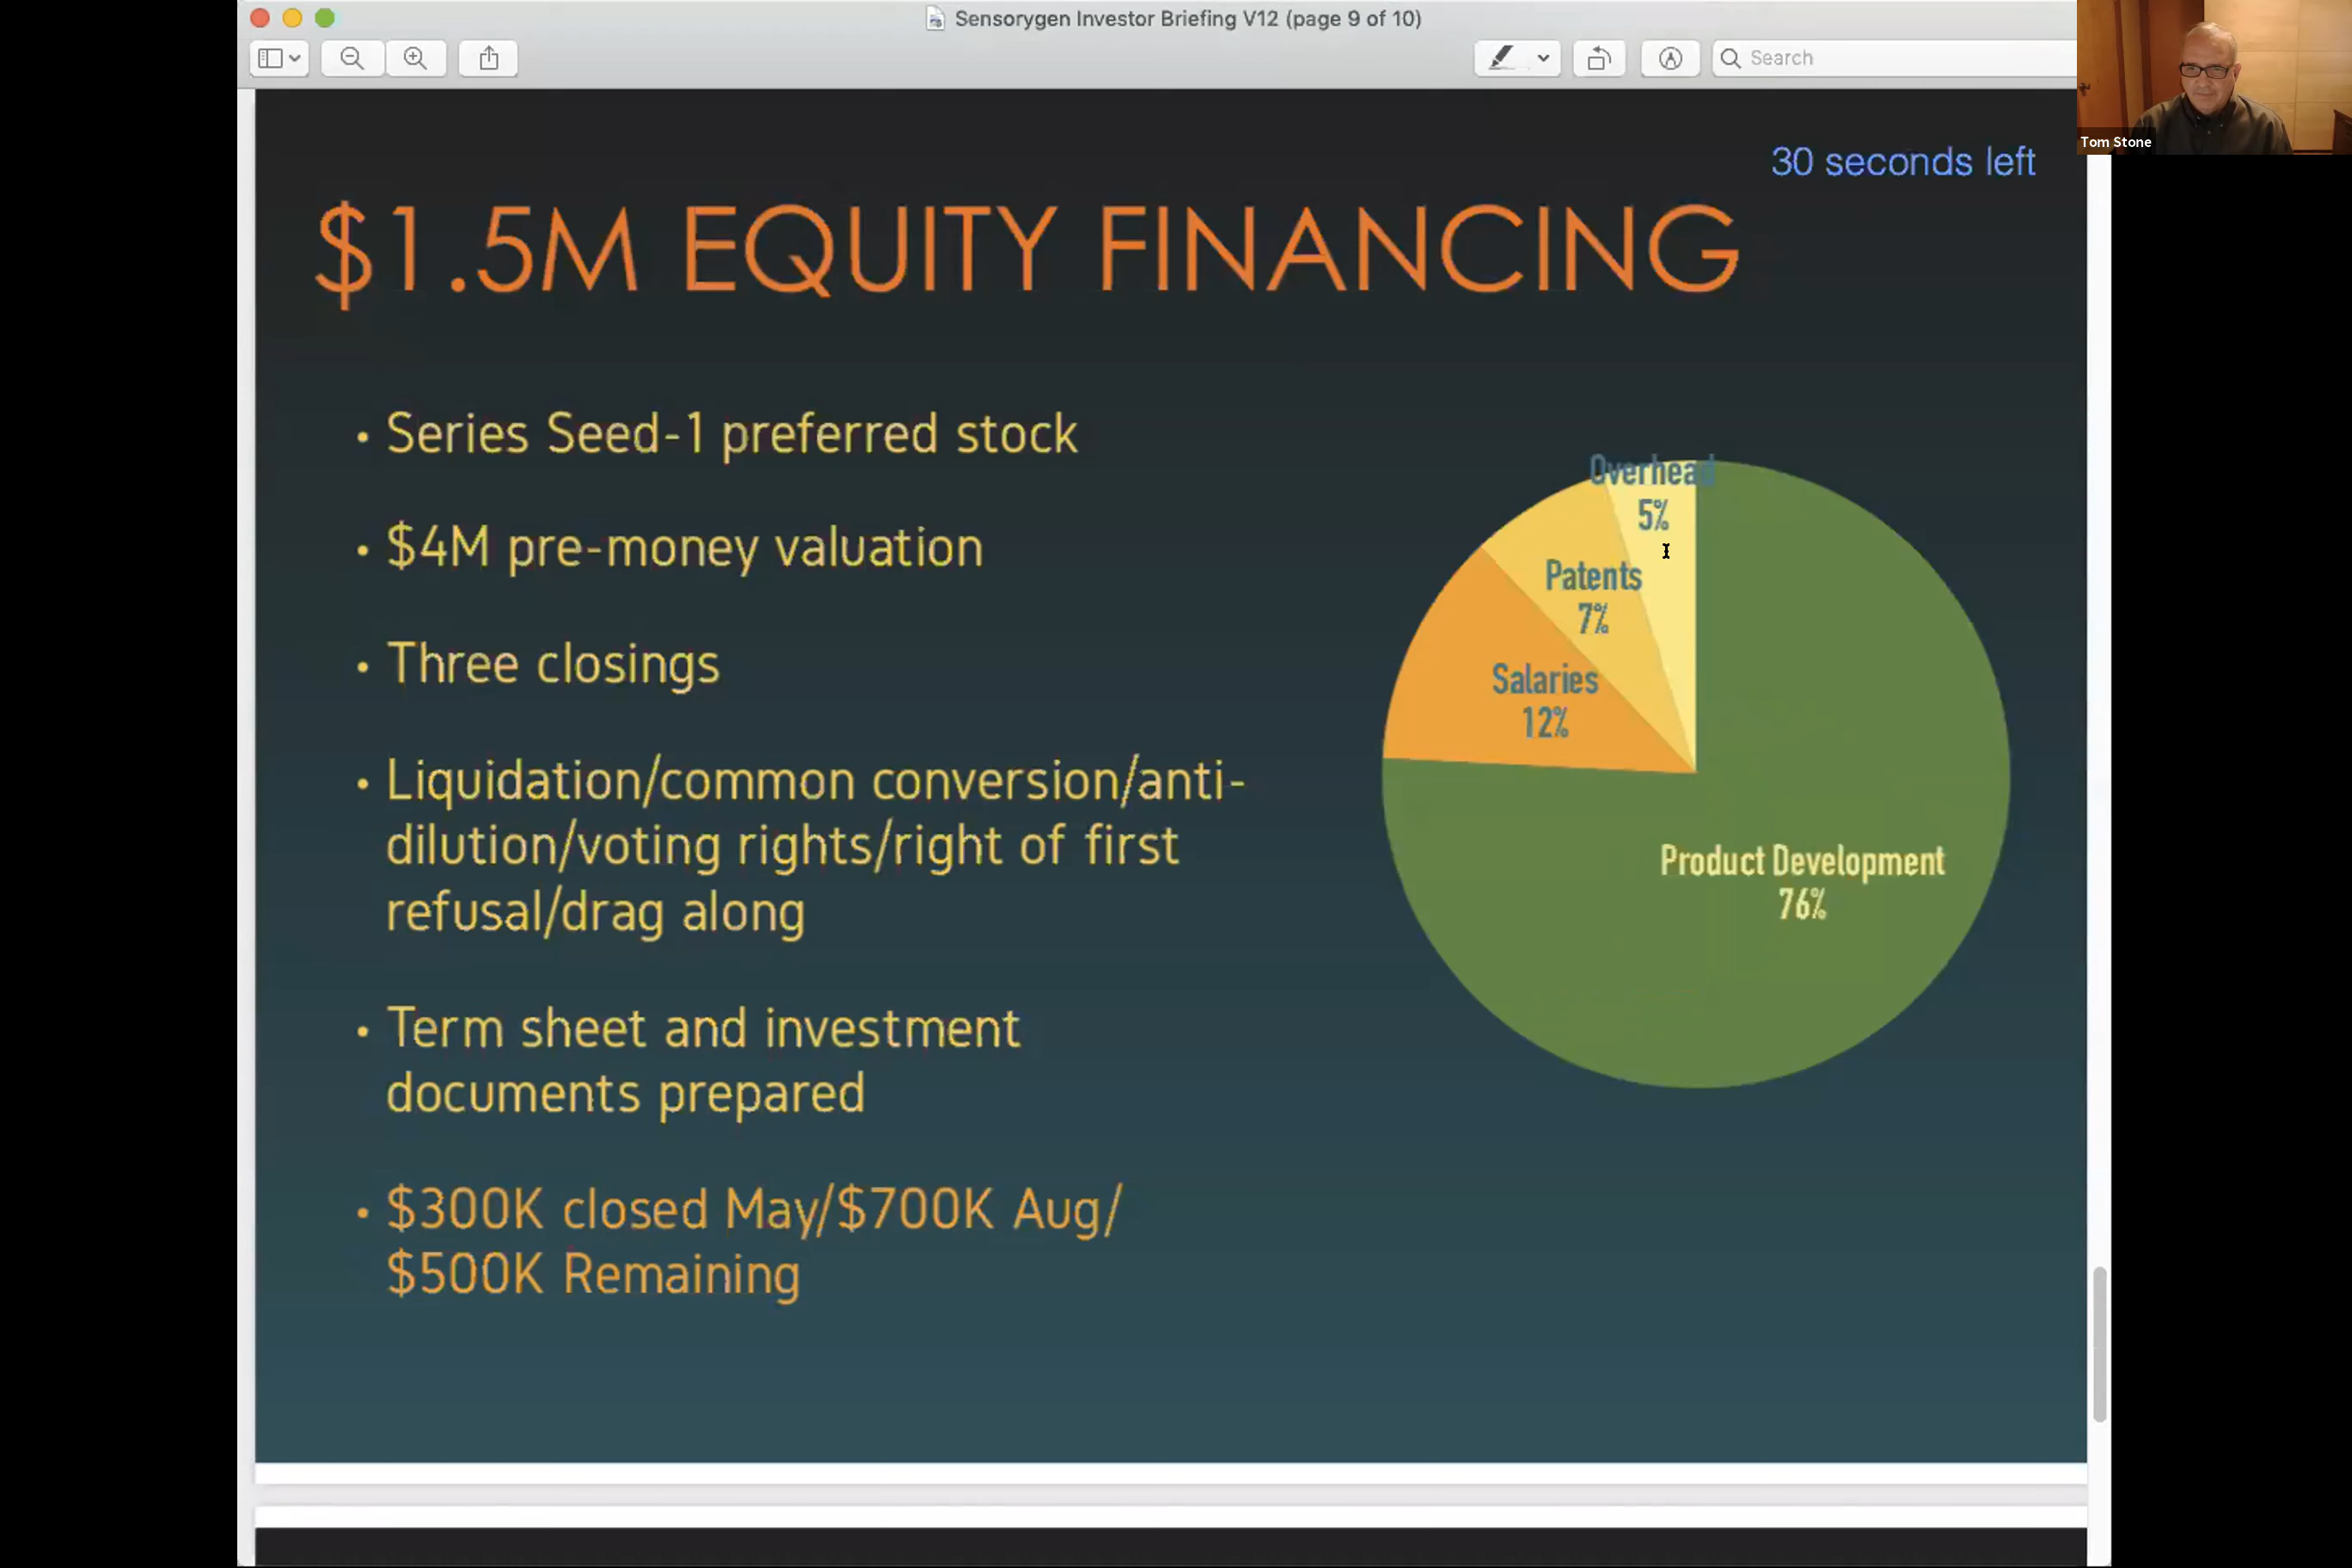 Sensorygen Investor Briefing V12 (page 9 of 10)
Search
Tom Stone
30 seconds left
$1.5M EQUITY FINANCING
• Series Seed-1 preferred stock
• $4M pre-money valuation
• Three closings
• Liquidation/common conversion/anti-
dilution/voting rights/right of first
refusal/drag along
• Term sheet and investment
documents prepared
• $300K closed May/$700K Aug/
$500K Remaining
Overhead
5%
Patents
7%
Salaries
12%
Product Development
76%